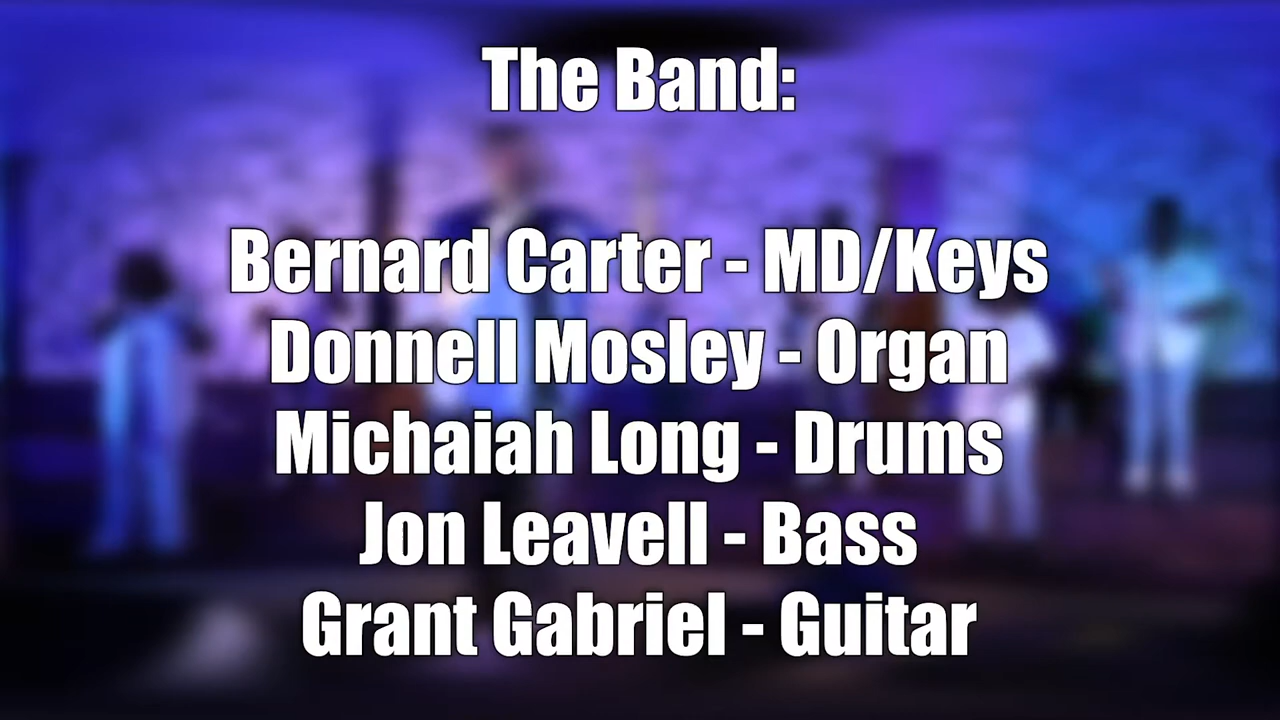 The Band:
Bernard Carter - MD/Keys
Donnell Mosley - Organ
Michaiah Long - Drums
Jon Leavell - Bass
Grant Gabriel - Guitar